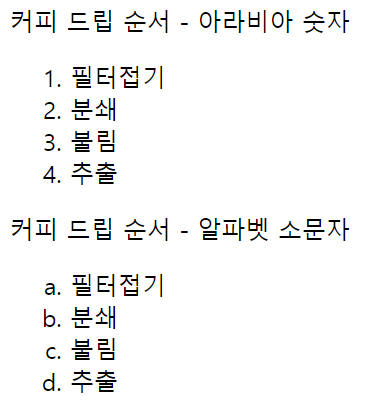 커피 드립 순서 - 아라비아 숫자
1. 필터접기
2. 분쇄
3. 불림
4. 추출
커피 드립 순서 - 알파벳 소문자
a. 필터접기
b. 분쇄
c. 불림
d. 추출